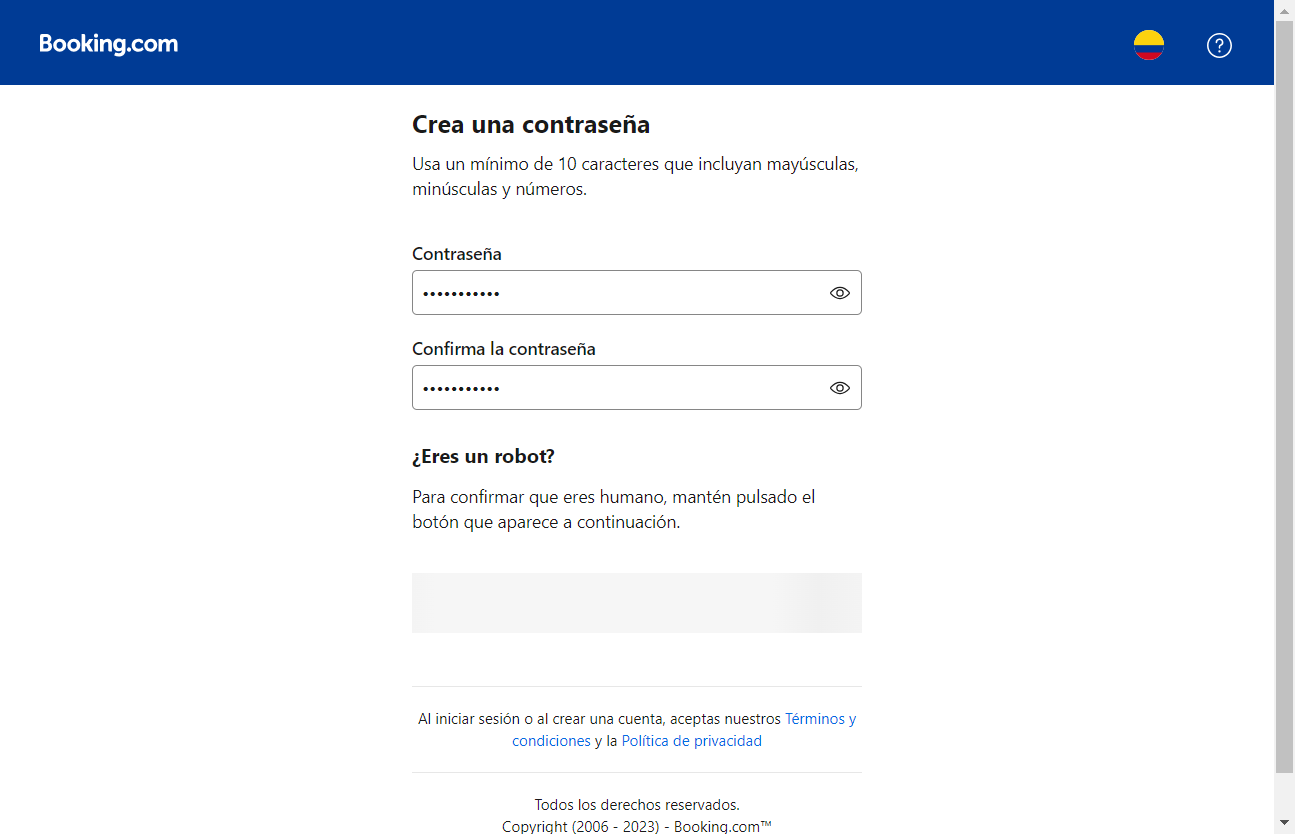 Booking.com
?
Crea una contraseña
Usa un mínimo de 10 caracteres que incluyan mayúsculas,
minúsculas y números.
Contraseña
•••••••••••
Confirma la contraseña
•••••••••••
¿Eres un robot?
Para confirmar que eres humano, mantén pulsado el
botón que aparece a continuación.
Al iniciar sesión o al crear una cuenta, aceptas nuestros Términos y
condiciones y la Política de privacidad
Todos los derechos reservados.
Copyright (2006 - 2023) - Booking.com™